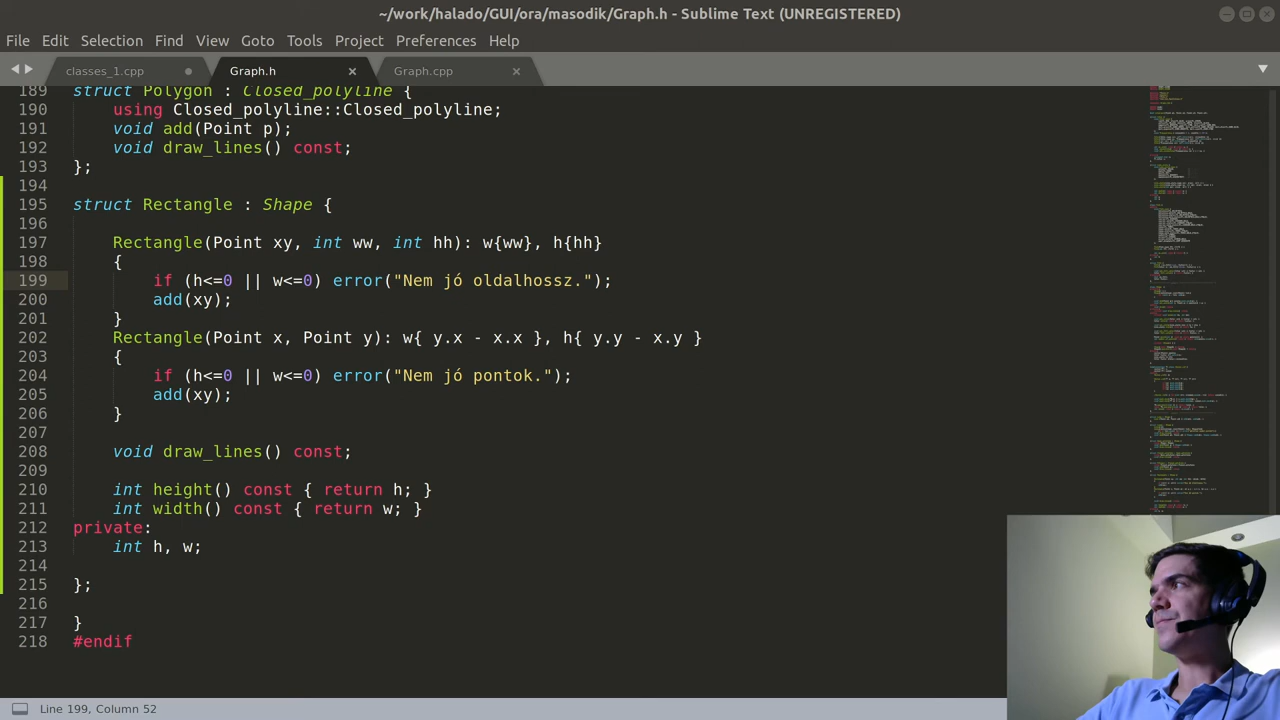 ~/work/halado/GUI/ora/masodik/Graph.h - Sublime Text (UNREGISTERED)
File Edit Selection Find View Goto Tools Project Preferences Help
classes_1.cpp Graph.h Graph.cpp
189 struct Polygon : Closed_polyline {
190 using Closed_polyline::Closed_polyline;
191 void add(Point p);
192 void draw_lines() const;
193 };
194
195 struct Rectangle : Shape {
196
197 Rectangle(Point xy, int ww, int hh): w{ww}, h{hh}
198 {
199 if (h<=0 || w<=0) error("Nem jó oldalhossz.");
200 add(xy);
201 }
202 Rectangle(Point x, Point y): w{ y.x - x.x }, h{ y.y - x.y }
203 {
204 if (h<=0 || w<=0) error("Nem jó pontok.");
205 add(xy);
206 }
207
208 void draw_lines() const;
209
210 int height() const { return h; }
211 int width() const { return w; }
212 private:
213 int h, w;
214
215 };
216
217 }
218 #endif
Line 199, Column 52